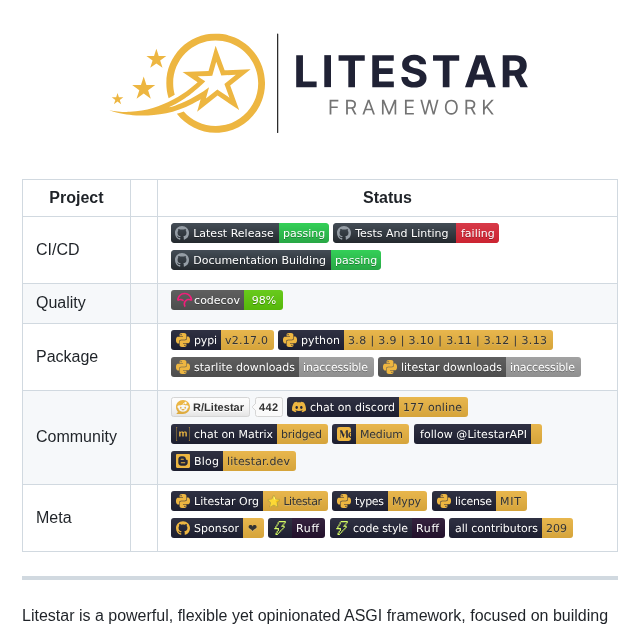 LITESTAR
FRAMEWORK
Project Status
CI/CD
Latest Release passing Tests And Linting failing
Documentation Building passing
Quality
codecov 98%
Package
pypi v2.17.0 python 3.8 | 3.9 | 3.10 | 3.11 | 3.12 | 3.13
starlite downloads inaccessible litestar downloads inaccessible
Community
R/Litestar 442 chat on discord 177 online
chat on Matrix bridged Medium follow @LitestarAPI
Blog litestar.dev
Meta
Litestar Org ⭐ Litestar types Mypy license MIT
Sponsor ❤ Ruff code style Ruff all contributors 209
Litestar is a powerful, flexible yet opinionated ASGI framework, focused on building